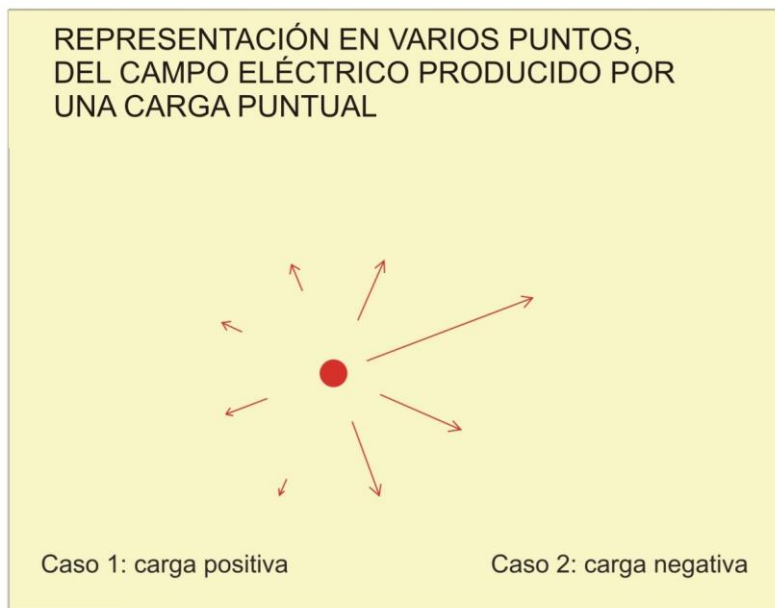 REPRESENTACIÓN EN VARIOS PUNTOS,
DEL CAMPO ELÉCTRICO PRODUCIDO POR
UNA CARGA PUNTUAL
Caso 1: carga positiva
Caso 2: carga negativa